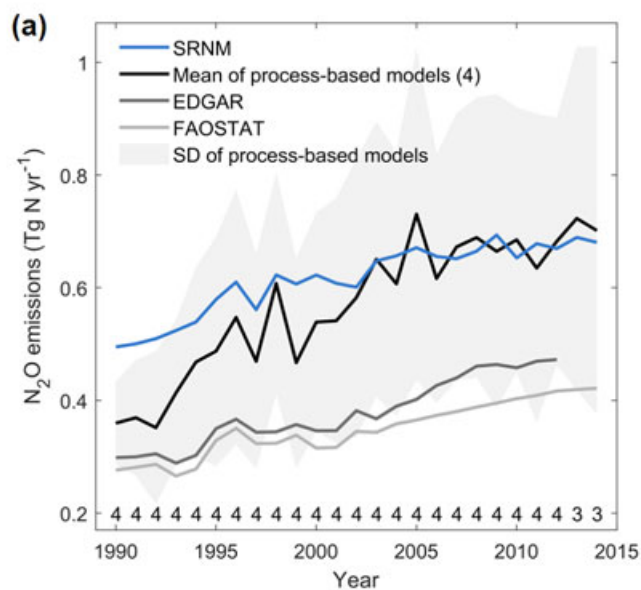 (a)
SRNM
Mean of process-based models (4)
EDGAR
FAOSTAT
SD of process-based models
N₂O emissions (Tg N yr⁻¹)
1
0.8
0.6
0.4
0.2
4 4 4 4 4 4 4 4 4 4 4 4 4 4 4 4 4 4 4 4 4 4 4 3 3
1990 1995 2000 2005 2010 2015
Year